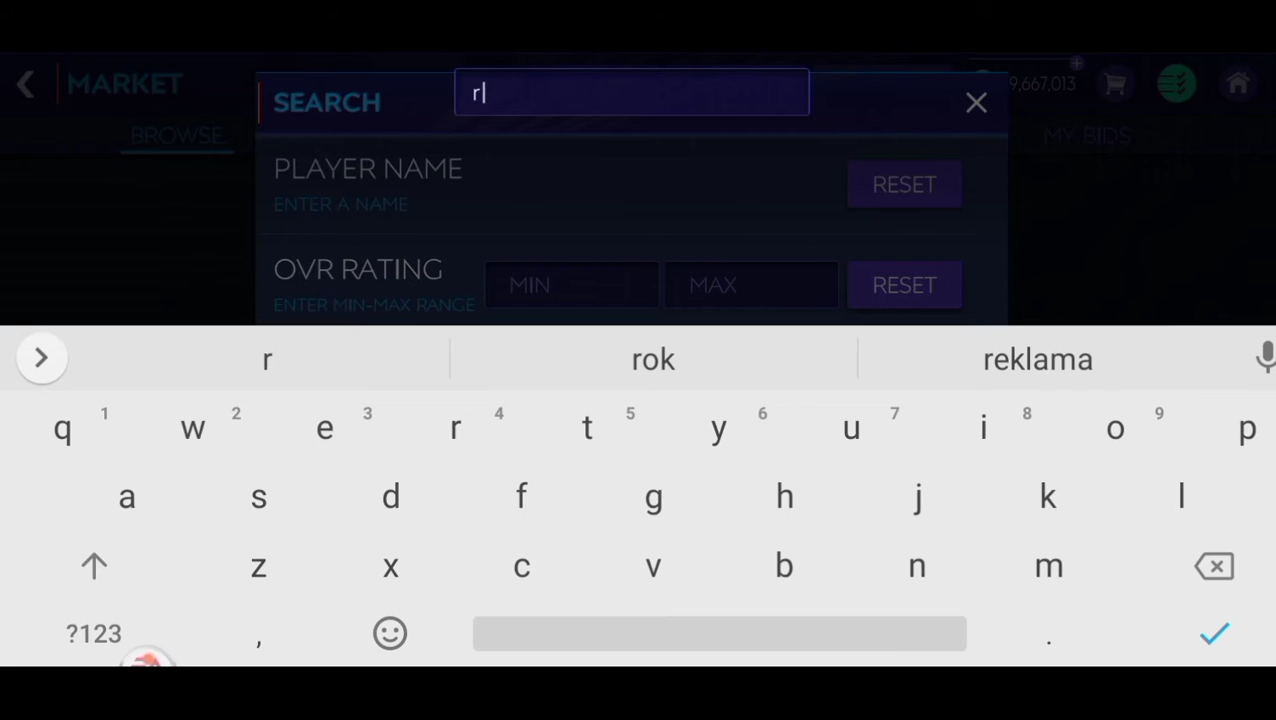 MARKET
SEARCH
r
9,667,013
BROWSE
MY BIDS
PLAYER NAME
RESET
ENTER A NAME
OVR RATING
MIN
MAX
RESET
ENTER MIN-MAX RANGE
r
rok
reklama
q 1 w 2 e 3 r 4 t 5 y 6 u 7 i 8 o 9 p
a s d f g h j k l
z x c v b n m
?123 , .